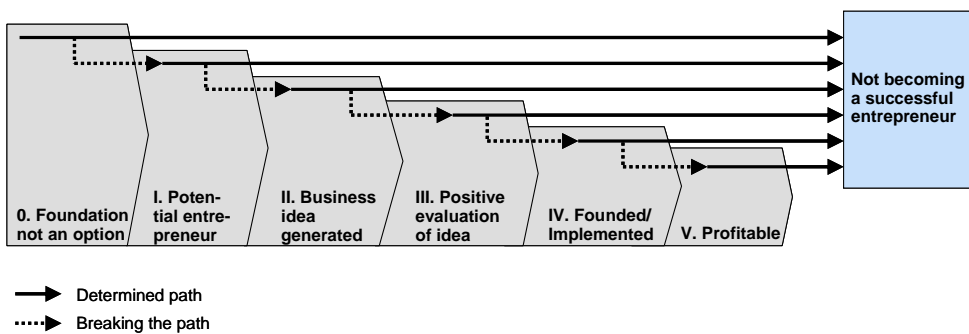 0. Foundation
not an option
I. Poten-
tial entre-
preneur
II. Business
idea
generated
III. Positive
evaluation
of idea
IV. Founded/
Implemented
V. Profitable
Not becoming
a successful
entrepreneur
Determined path
Breaking the path